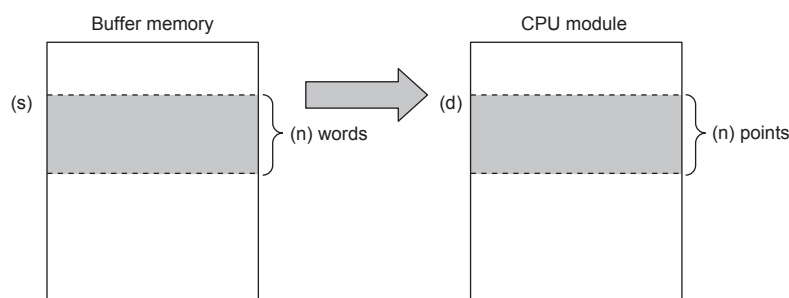 Buffer memory
CPU module
(s)
(d)
(n) words
(n) points